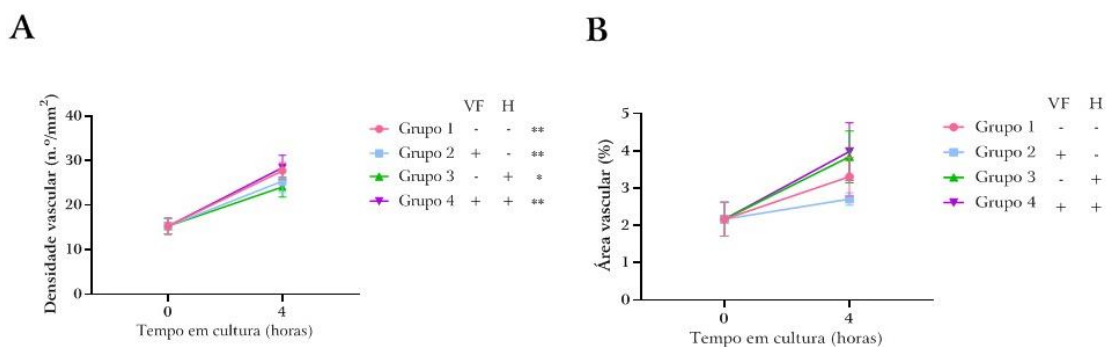 A
Densidade vascular (n.º/mm²)
40
30
20
10
0
0 4
Tempo em cultura (horas)
VF H
Grupo 1 - - **
Grupo 2 + - **
Grupo 3 - + *
Grupo 4 + + **
B
Área vascular (%)
5
4
3
2
1
0
0 4
Tempo em cultura (horas)
VF H
Grupo 1 - -
Grupo 2 + -
Grupo 3 - +
Grupo 4 + +